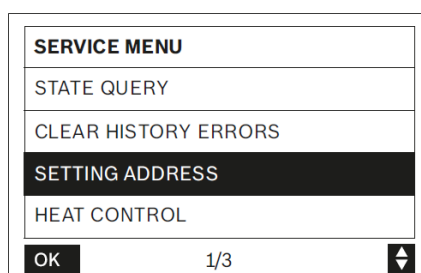 SERVICE MENU
STATE QUERY
CLEAR HISTORY ERRORS
SETTING ADDRESS
HEAT CONTROL
OK 1/3